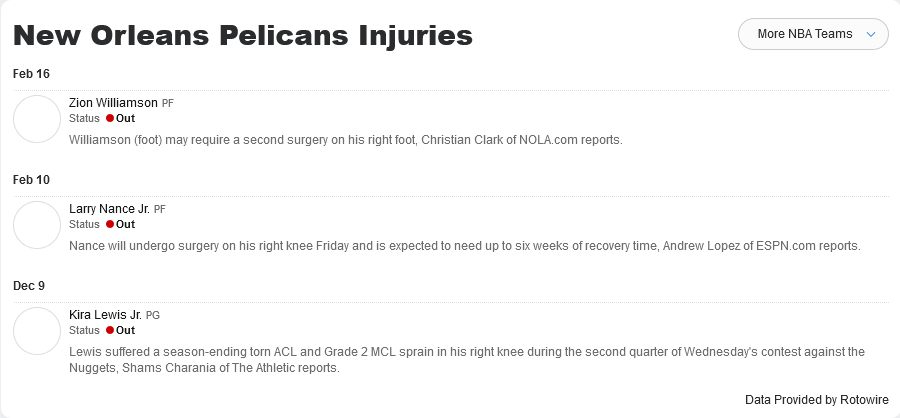 New Orleans Pelicans Injuries
More NBA Teams
Feb 16
Zion Williamson PF
Status Out
Williamson (foot) may require a second surgery on his right foot, Christian Clark of NOLA.com reports.
Feb 10
Larry Nance Jr. PF
Status Out
Nance will undergo surgery on his right knee Friday and is expected to need up to six weeks of recovery time, Andrew Lopez of ESPN.com reports.
Dec 9
Kira Lewis Jr. PG
Status Out
Lewis suffered a season-ending torn ACL and Grade 2 MCL sprain in his right knee during the second quarter of Wednesday's contest against the
Nuggets, Shams Charania of The Athletic reports.
Data Provided by Rotowire